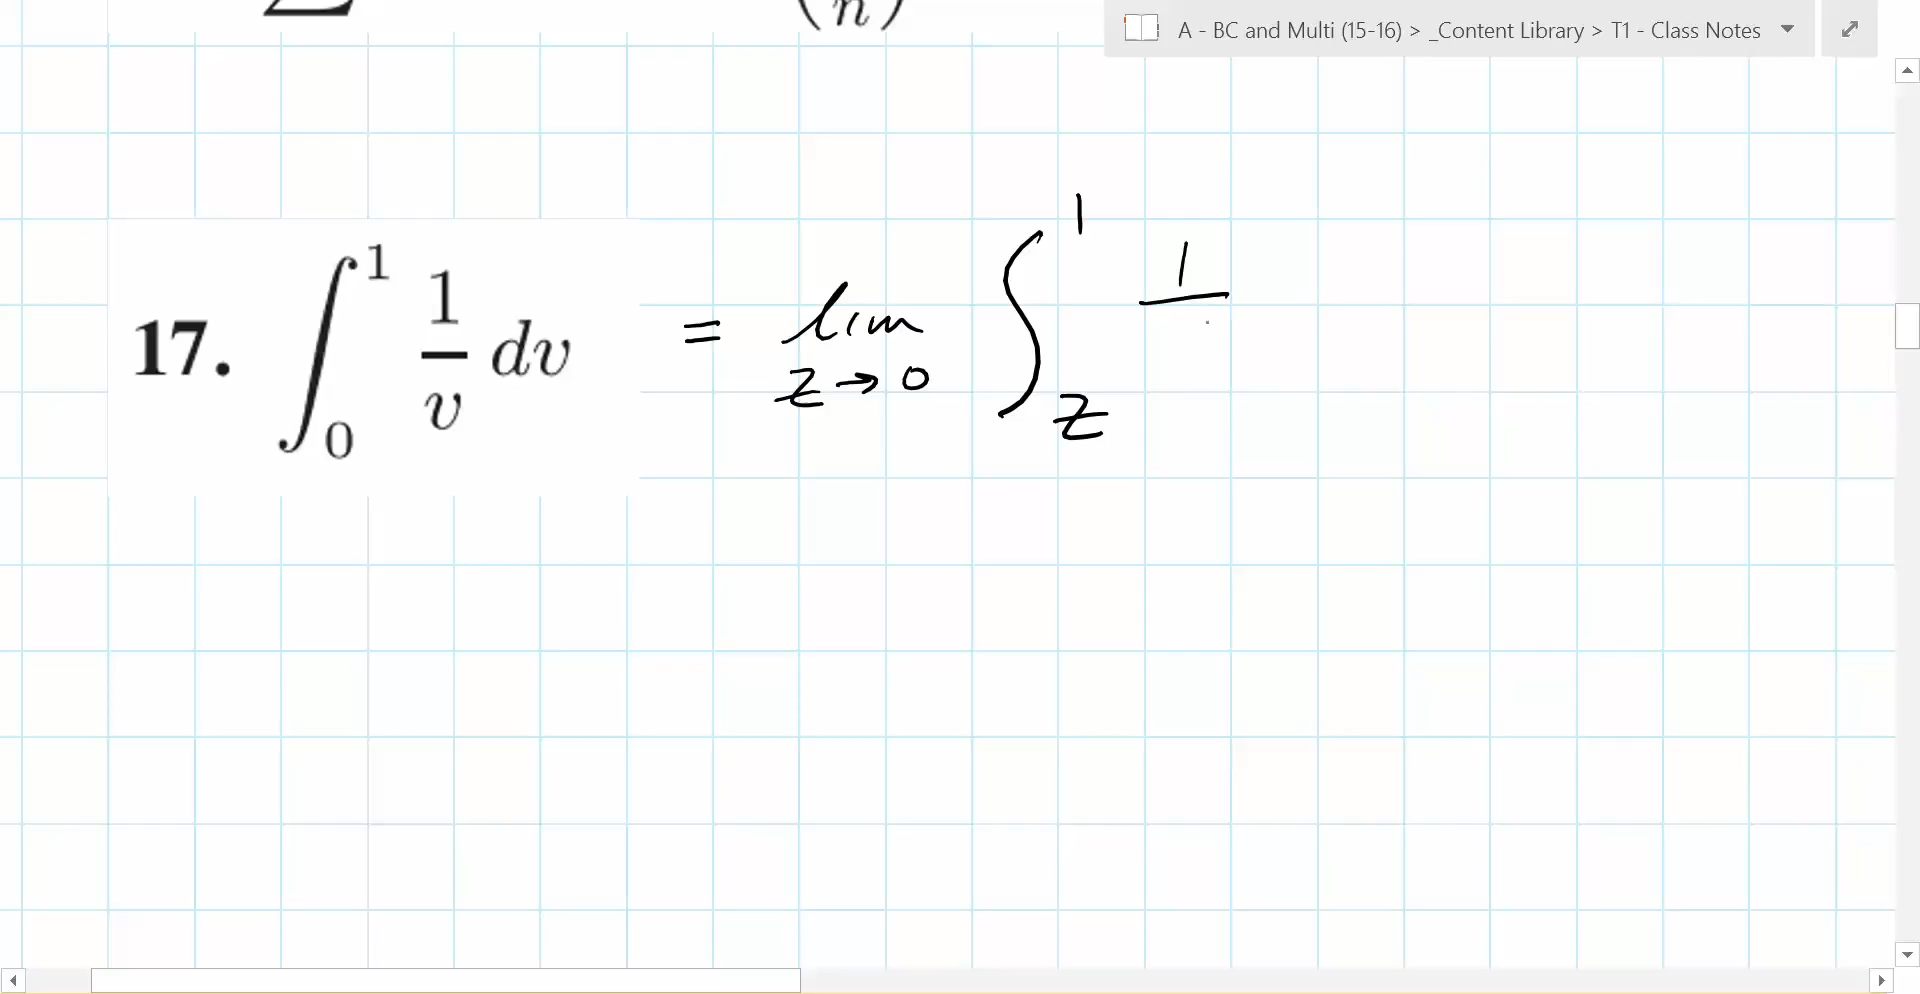 (n)
A - BC and Multi (15-16) > _Content Library > T1 - Class Notes
17. ∫₀¹ 1/v dv = lim z→0 ∫_z^1 1/